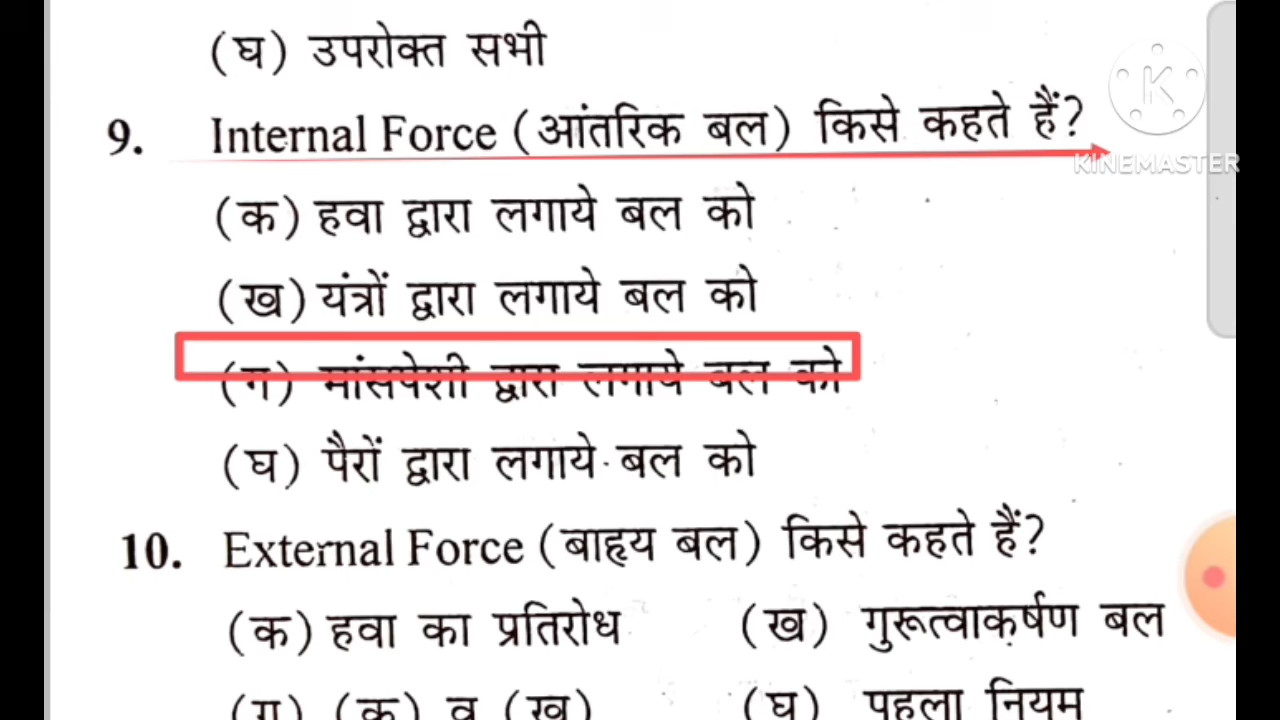 (घ) उपरोक्त सभी
9. Internal Force (आंतरिक बल) किसे कहते हैं?
KINEMASTER
(क) हवा द्वारा लगाये बल को
(ख) यंत्रों द्वारा लगाये बल को
(ग) मांसपेशी द्वारा लगाये बल को
(घ) पैरों द्वारा लगाये बल को
10. External Force (बाहृय बल) किसे कहते हैं?
(क) हवा का प्रतिरोध (ख) गुरूत्वाकर्षण बल
(ग) (क) व (ख) (घ) पहला नियम